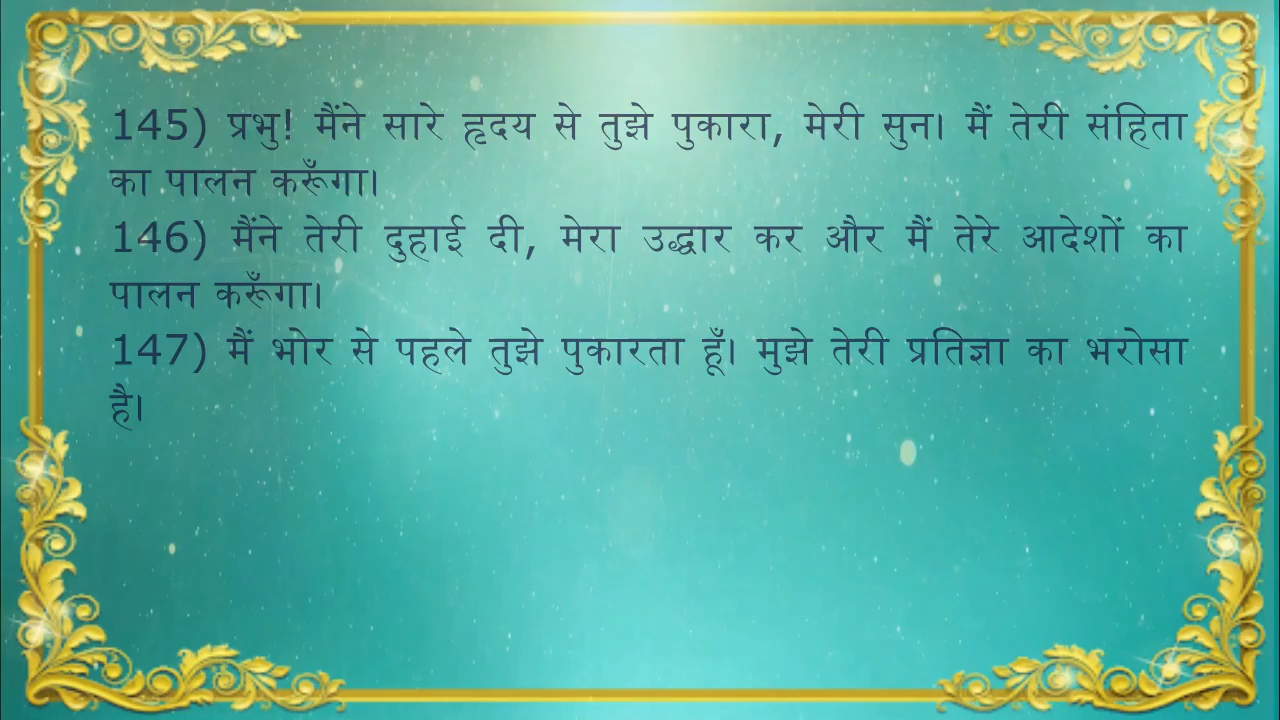 145) प्रभु! मैंने सारे हृदय से तुझे पुकारा, मेरी सुन। मैं तेरी संहिता
का पालन करूँगा।
146) मैंने तेरी दुहाई दी, मेरा उद्धार कर और मैं तेरे आदेशों का
पालन करूँगा।
147) मैं भोर से पहले तुझे पुकारता हूँ। मुझे तेरी प्रतिज्ञा का भरोसा
है।